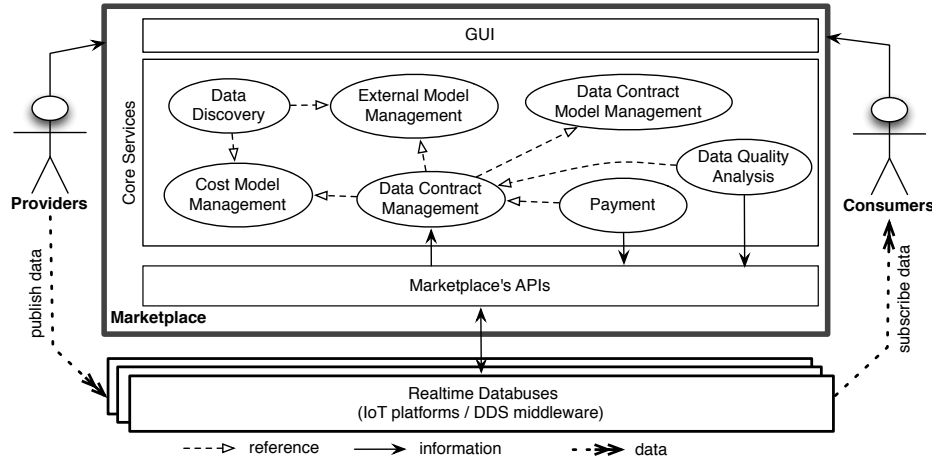 GUI
Core Services
Data
Discovery
External Model
Management
Data Contract
Model Management
Cost Model
Management
Data Contract
Management
Payment
Data Quality
Analysis
Providers
Consumers
publish data
subscribe data
Marketplace's APIs
Marketplace
Realtime Databuses
(IoT platforms / DDS middleware)
reference
information
data